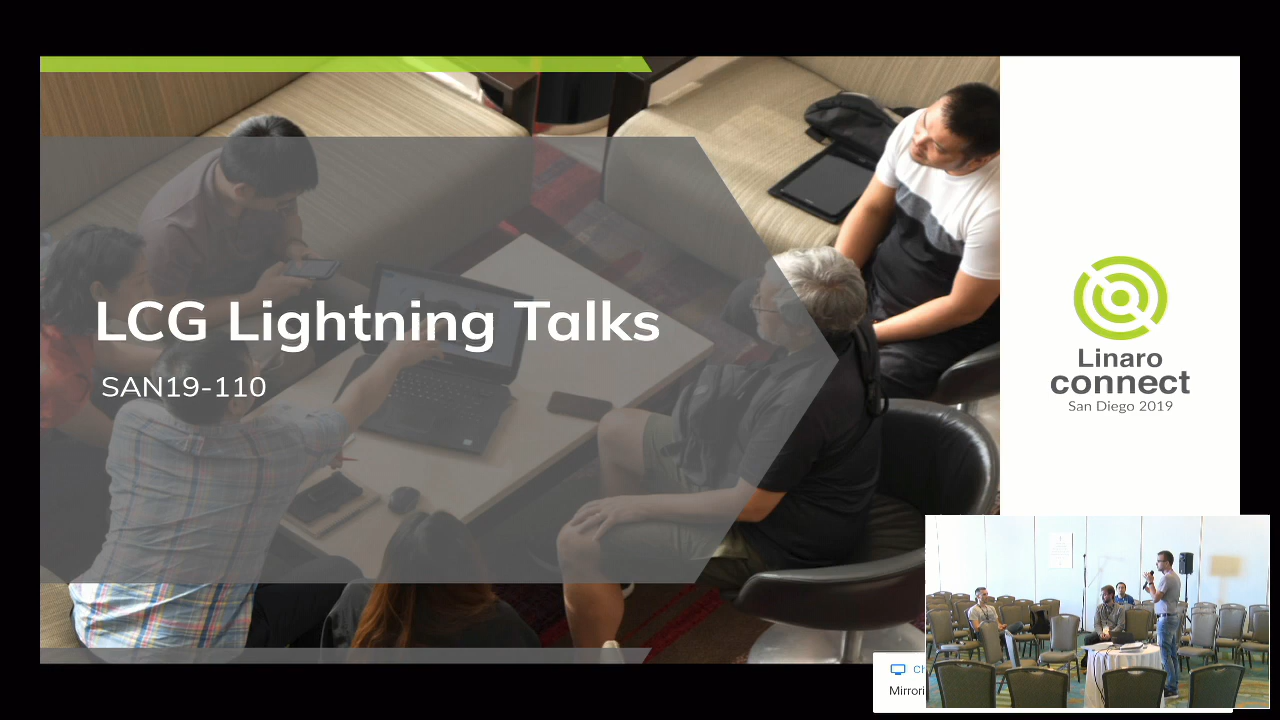 LCG Lightning Talks
SAN19-110
Linaro
connect
San Diego 2019